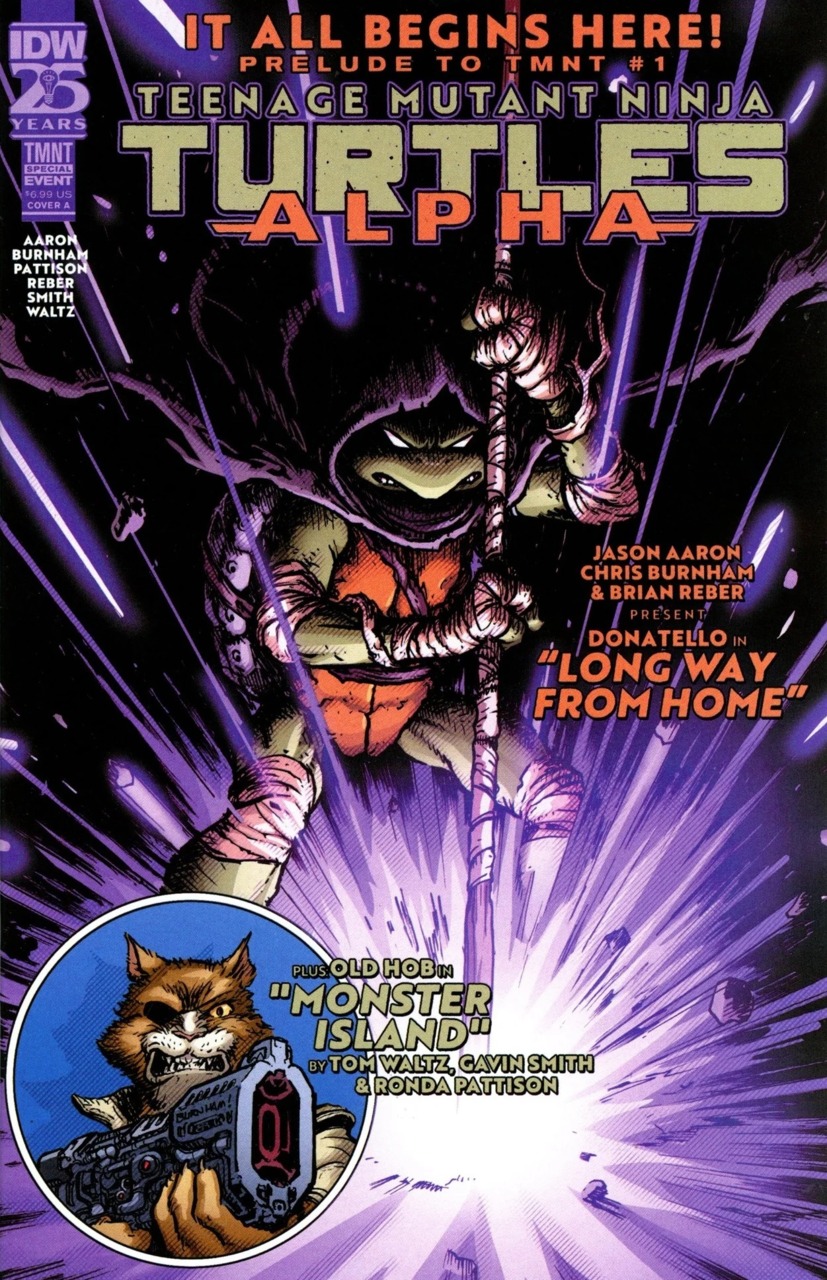 IDW
25
YEARS
TMNT
SPECIAL
EVENT
$6.99 US
COVER A
IT ALL BEGINS HERE!
PRELUDE TO TMNT #1
TEENAGE MUTANT NINJA
TURTLES
ALPHA
AARON
BURNHAM
PATTISON
REBER
SMITH
WALTZ
JASON AARON
CHRIS BURNHAM
& BRIAN REBER
PRESENT
DONATELLO IN
"LONG WAY
FROM HOME"
PLUS: OLD HOB IN
"MONSTER
ISLAND"
BY TOM WALTZ, GAVIN SMITH
& RONDA PATTISON
BURNHAM!